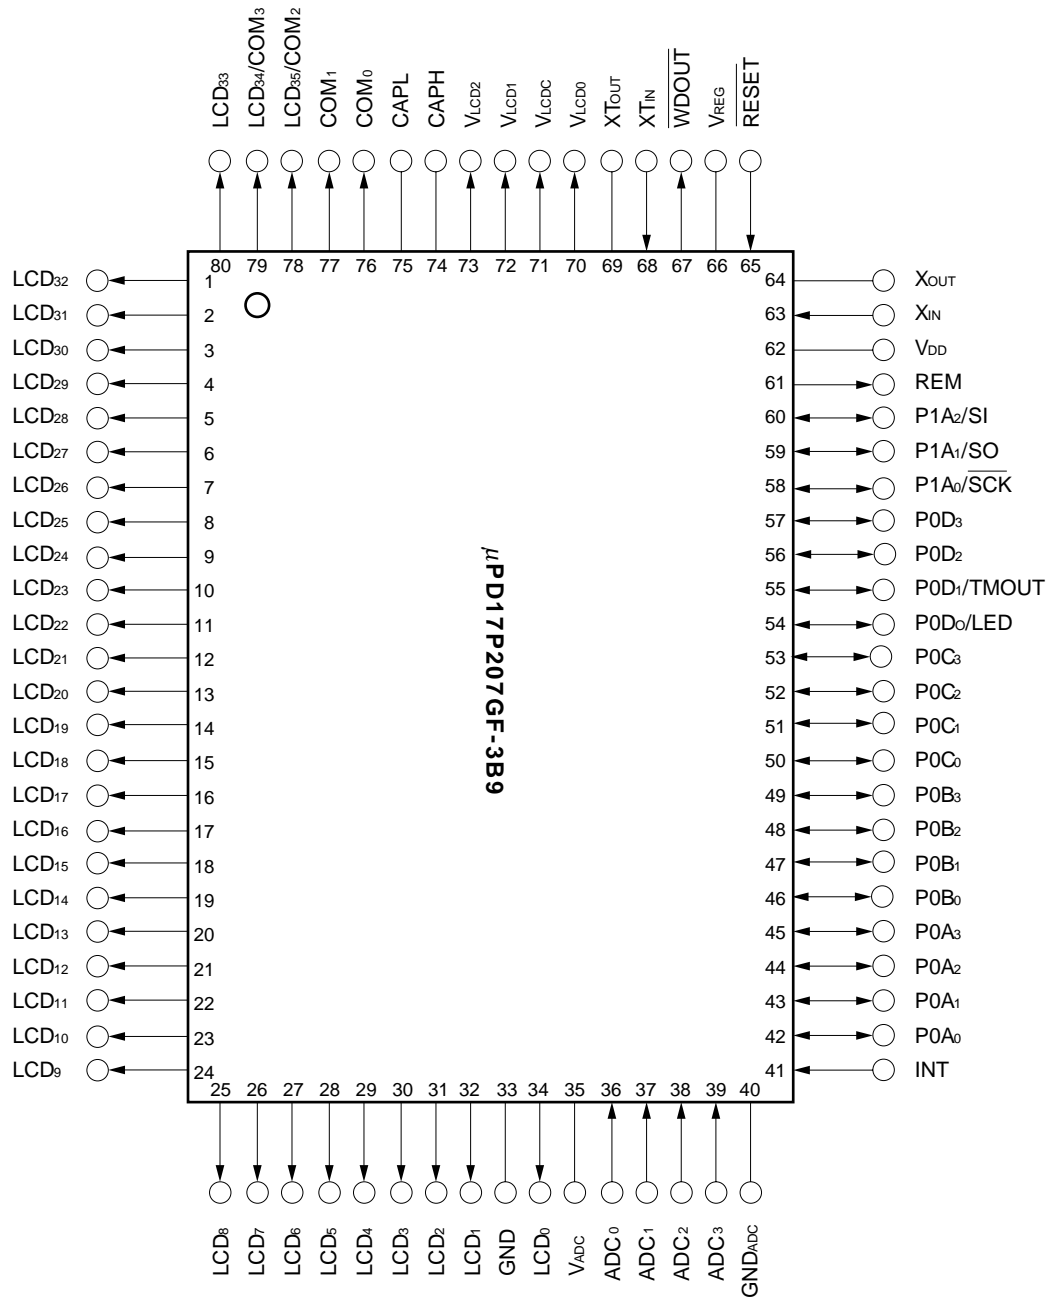 LCD33
LCD34/COM3
LCD35/COM2
COM1
COM0
CAPL
CAPH
VLCD2
VLCD1
VLCDC
VLCD0
XTOUT
XTIN
WDOUT
VREG
RESET
80 79 78 77 76 75 74 73 72 71 70 69 68 67 66 65
LCD32 1
LCD31 2
LCD30 3
LCD29 4
LCD28 5
LCD27 6
LCD26 7
LCD25 8
LCD24 9
LCD23 10
LCD22 11
LCD21 12
LCD20 13
LCD19 14
LCD18 15
LCD17 16
LCD16 17
LCD15 18
LCD14 19
LCD13 20
LCD12 21
LCD11 22
LCD10 23
LCD9 24
µPD17P207GF-3B9
64 XOUT
63 XIN
62 VDD
61 REM
60 P1A2/SI
59 P1A1/SO
58 P1A0/SCK
57 P0D3
56 P0D2
55 P0D1/TMOUT
54 P0DO/LED
53 P0C3
52 P0C2
51 P0C1
50 P0C0
49 P0B3
48 P0B2
47 P0B1
46 P0B0
45 P0A3
44 P0A2
43 P0A1
42 P0A0
41 INT
25 26 27 28 29 30 31 32 33 34 35 36 37 38 39 40
LCD8
LCD7
LCD6
LCD5
LCD4
LCD3
LCD2
LCD1
GND
LCD0
VADC
ADC0
ADC1
ADC2
ADC3
GNDADC